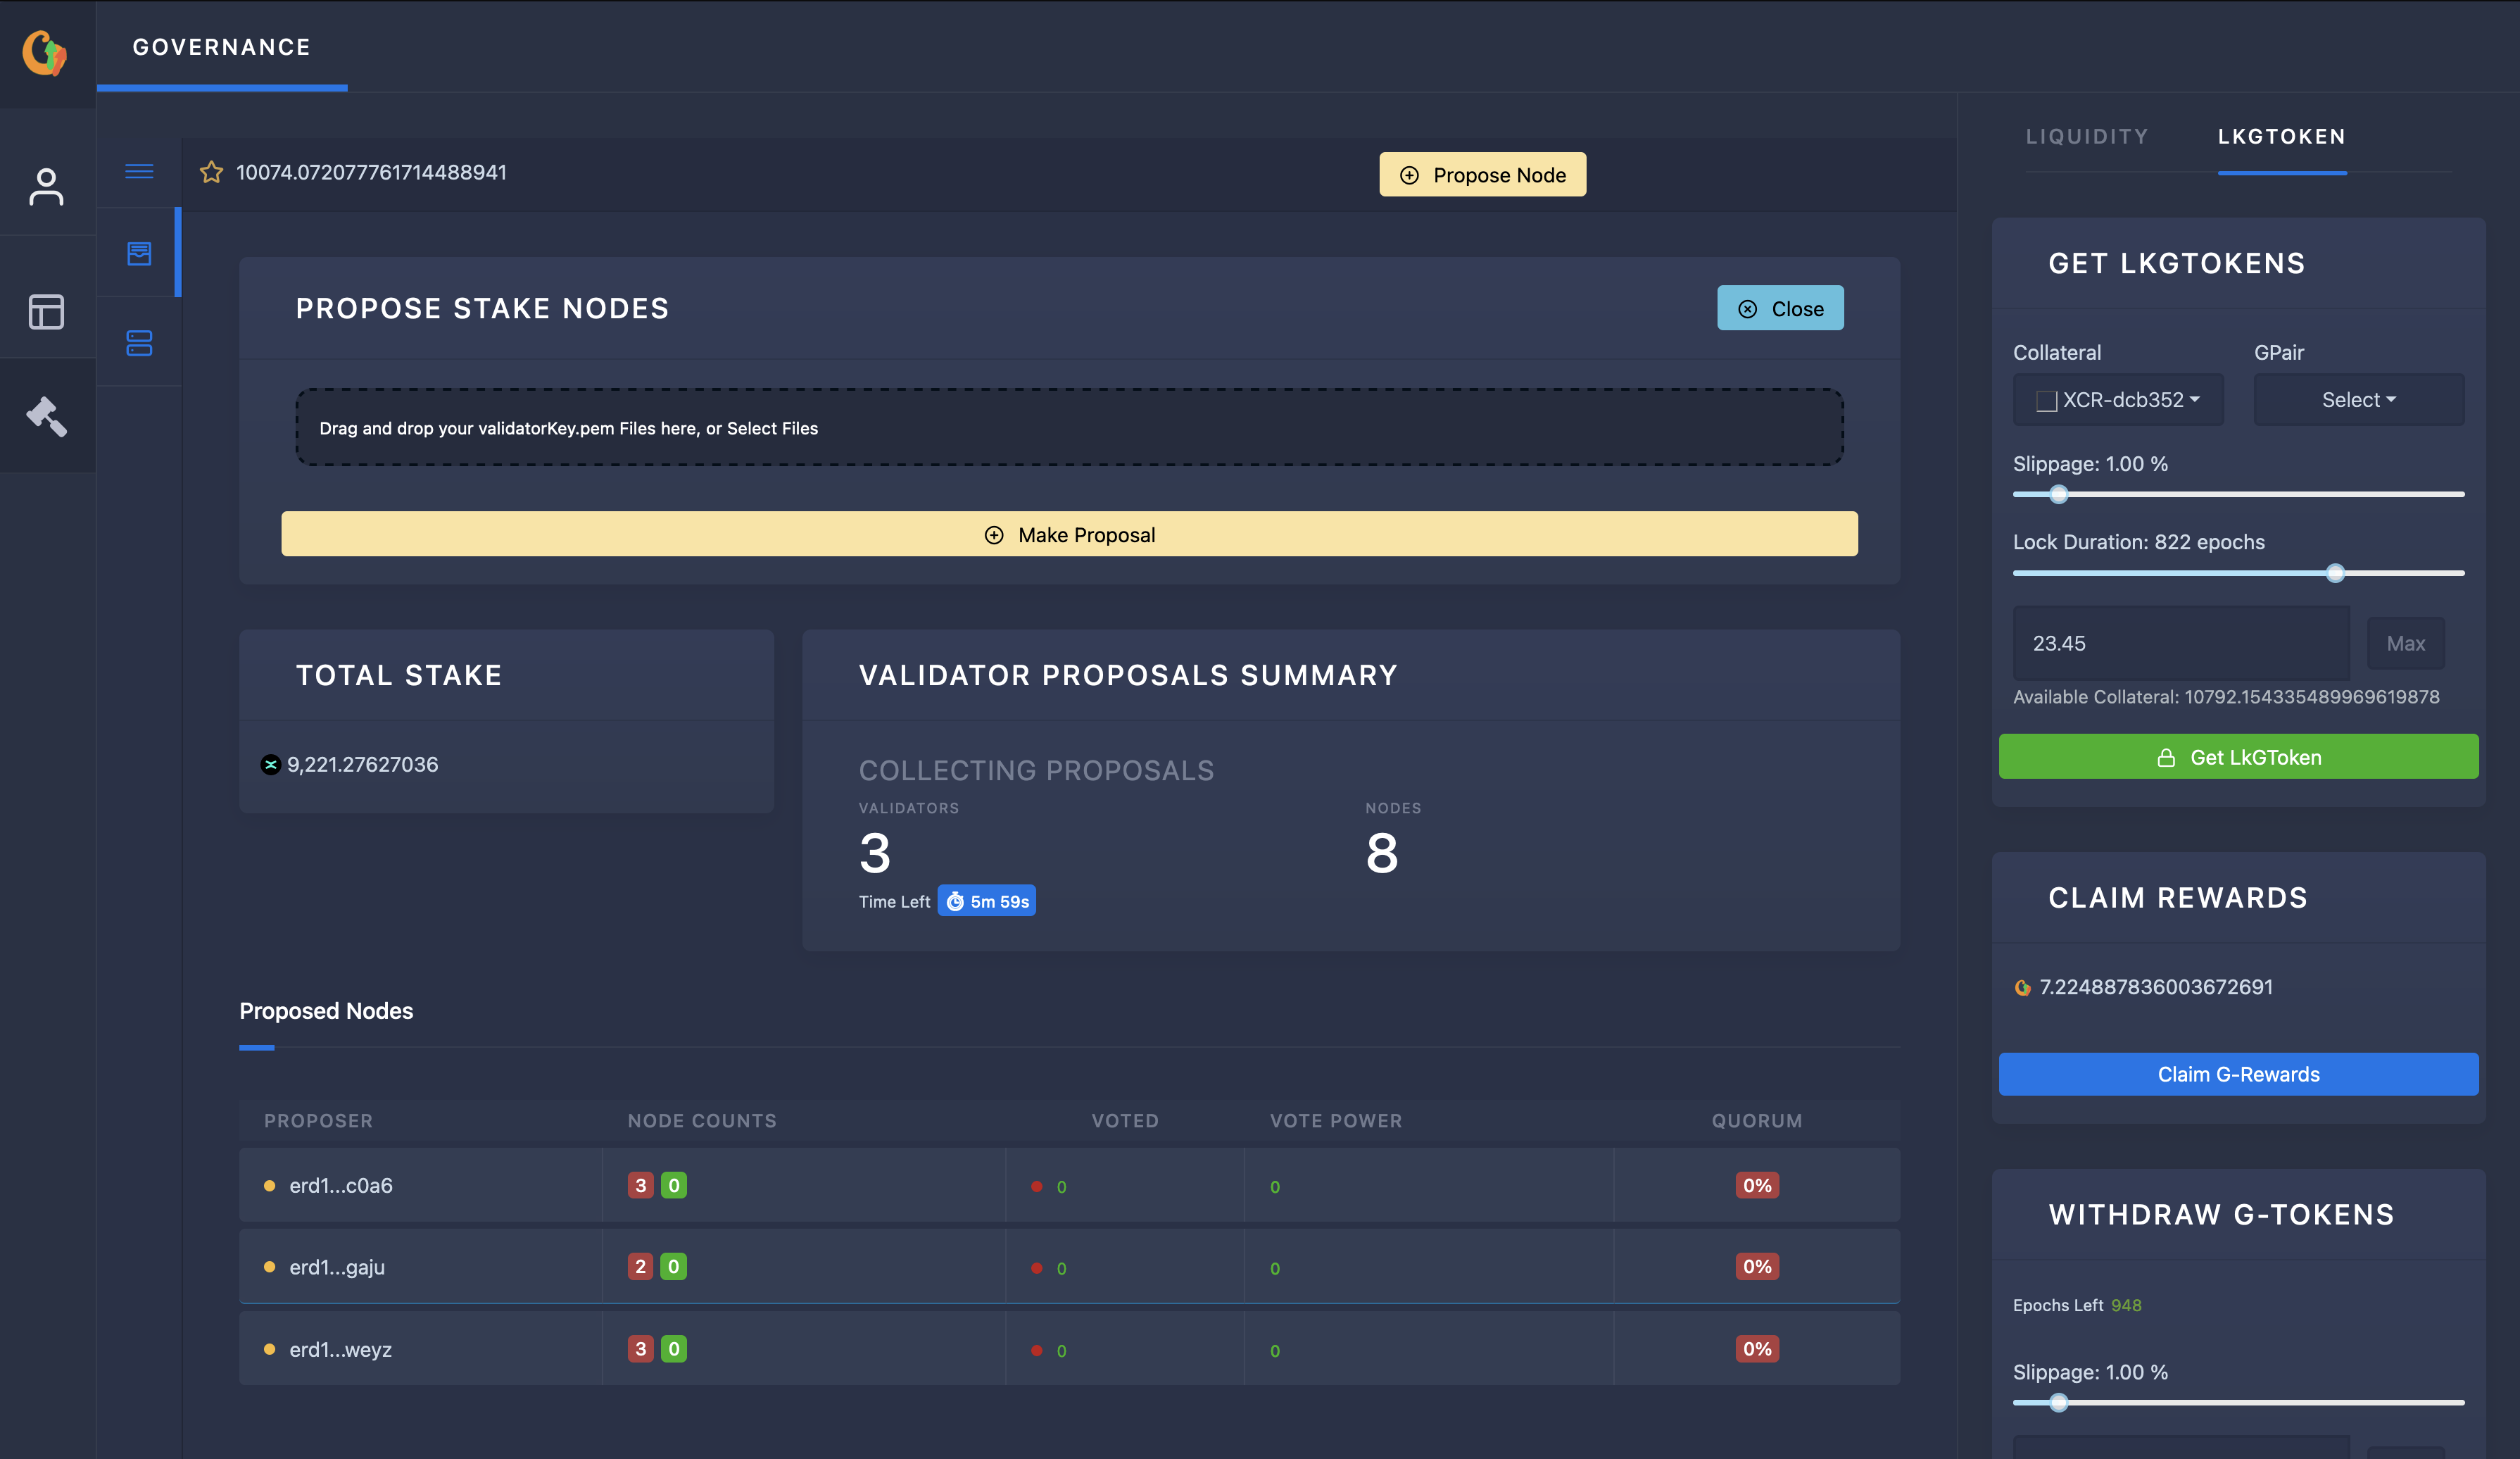 GOVERNANCE
10074.072077761714488941
Propose Node
PROPOSE STAKE NODES
Close
Drag and drop your validatorKey.pem Files here, or Select Files
Make Proposal
TOTAL STAKE
9,221.27627036
VALIDATOR PROPOSALS SUMMARY
COLLECTING PROPOSALS
VALIDATORS NODES
3 8
Time Left 5m 59s
Proposed Nodes
PROPOSER NODE COUNTS VOTED VOTE POWER QUORUM
erd1...c0a6 3 0 0 0 0%
erd1...gaju 2 0 0 0 0%
erd1...weyz 3 0 0 0 0%
LIQUIDITY LKGTOKEN
GET LKGTOKENS
Collateral GPair
XCR-dcb352 Select
Slippage: 1.00 %
Lock Duration: 822 epochs
23.45 Max
Available Collateral: 10792.154335489969619878
Get LkGToken
CLAIM REWARDS
7.224887836003672691
Claim G-Rewards
WITHDRAW G-TOKENS
Epochs Left 948
Slippage: 1.00 %